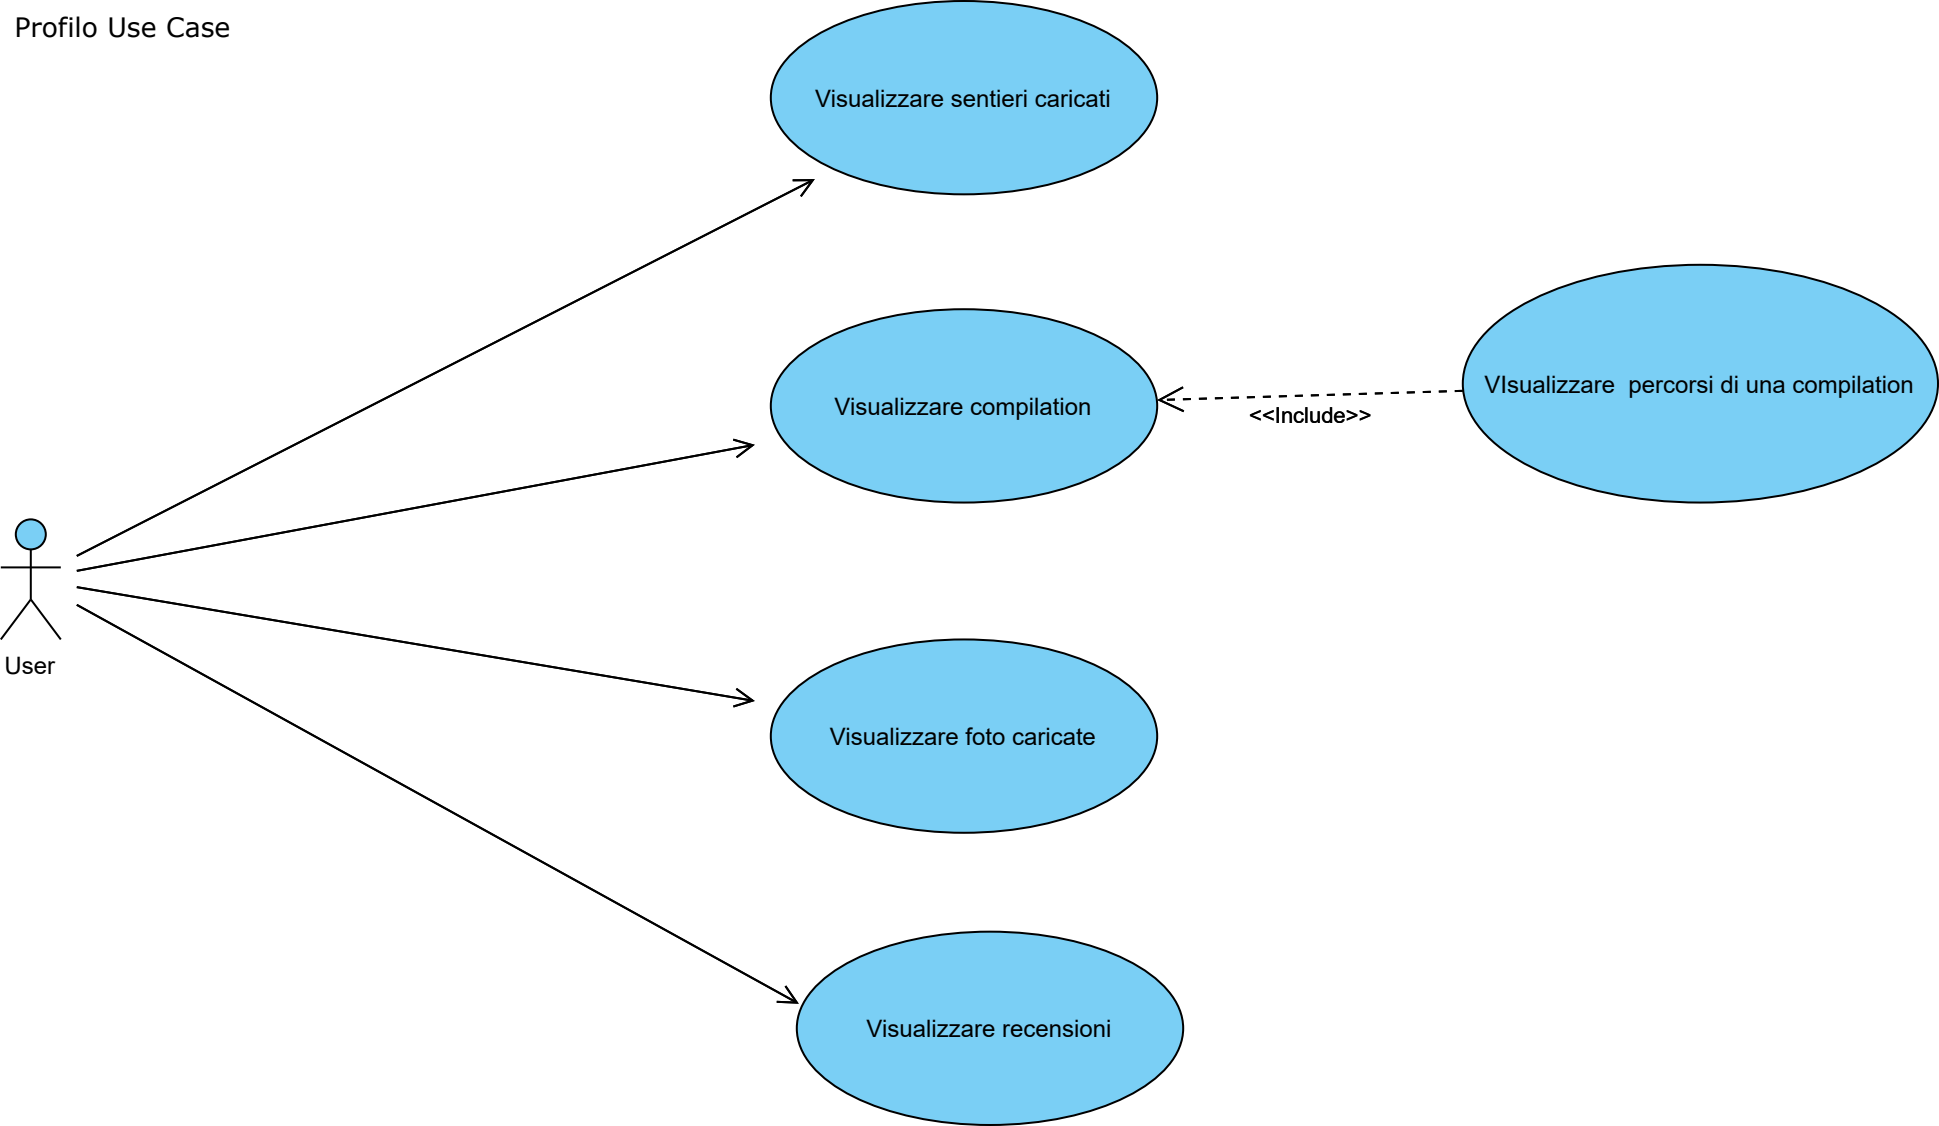 Profilo Use Case
Visualizzare sentieri caricati
Visualizzare compilation
VIsualizzare  percorsi di una compilation
<<Include>>
User
Visualizzare foto caricate
Visualizzare recensioni